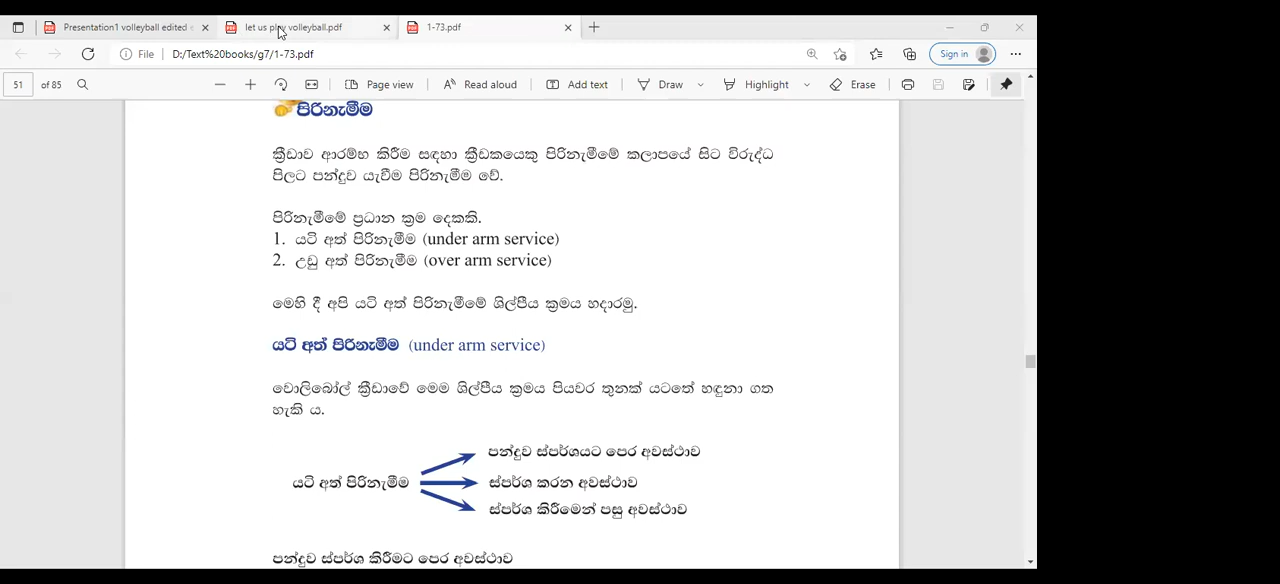 Presentation1 volleyball edited
let us play volleyball.pdf
1-73.pdf
File
D:/Text%20books/g7/1-73.pdf
Sign in
51 of 85
Page view
Read aloud
Add text
Draw
Highlight
Erase
පිරිනැමීම
ක්‍රීඩාව ආරම්භ කිරීම සඳහා ක්‍රීඩකයෙකු පිරිනැමීමේ කලාපයේ සිට විරුද්ධ
පිලට පන්දුව යැවීම පිරිනැමීම වේ.
පිරිනැමීමේ ප්‍රධාන ක්‍රම දෙකකි.
1. යටි අත් පිරිනැමීම (under arm service)
2. උඩු අත් පිරිනැමීම (over arm service)
මෙහි දී අපි යටි අත් පිරිනැමීමේ ශිල්පීය ක්‍රමය හදාරමු.
යටි අත් පිරිනැමීම (under arm service)
වොලිබෝල් ක්‍රීඩාවේ මෙම ශිල්පීය ක්‍රමය පියවර තුනක් යටතේ හඳුනා ගත
හැකි ය.
පන්දුව ස්පර්ශයට පෙර අවස්ථාව
යටි අත් පිරිනැමීම
ස්පර්ශ කරන අවස්ථාව
ස්පර්ශ කිරීමෙන් පසු අවස්ථාව
පන්දුව ස්පර්ශ කිරීමට පෙර අවස්ථාව